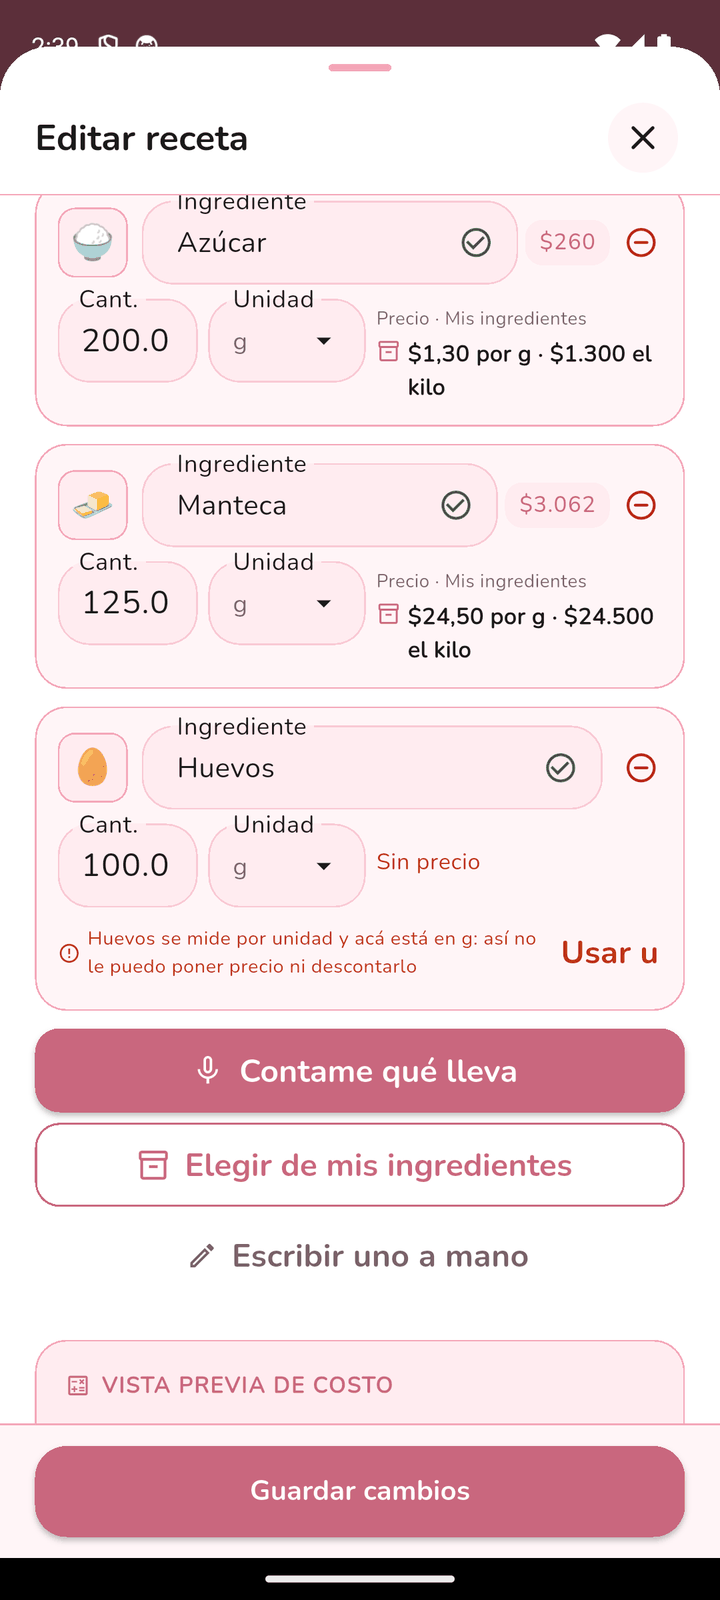 2:39
Editar receta
Ingrediente
Azúcar
$260
Cant.
Unidad
200.0
g
Precio · Mis ingredientes
$1,30 por g · $1.300 el
kilo
Ingrediente
Manteca
$3.062
Cant.
Unidad
125.0
g
Precio · Mis ingredientes
$24,50 por g · $24.500
el kilo
Ingrediente
Huevos
Cant.
Unidad
100.0
g
Sin precio
Huevos se mide por unidad y acá está en g: así no
le puedo poner precio ni descontarlo
Usar u
Contame qué lleva
Elegir de mis ingredientes
Escribir uno a mano
VISTA PREVIA DE COSTO
Guardar cambios